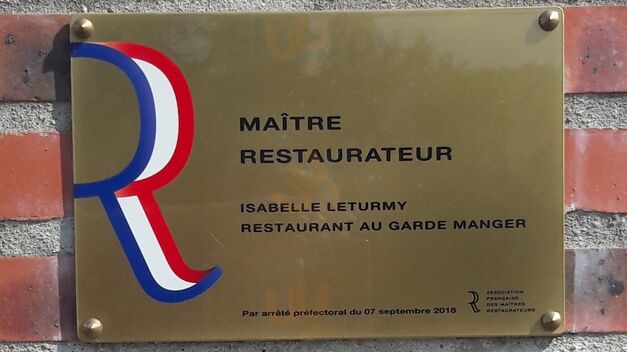 MAÎTRE
RESTAURATEUR
ISABELLE LETURMY
RESTAURANT AU GARDE MANGER
ASSOCIATION
FRANÇAISE
DES MAÎTRES
RESTAURATEURS
Par arrêté préfectoral du 07 septembre 2018